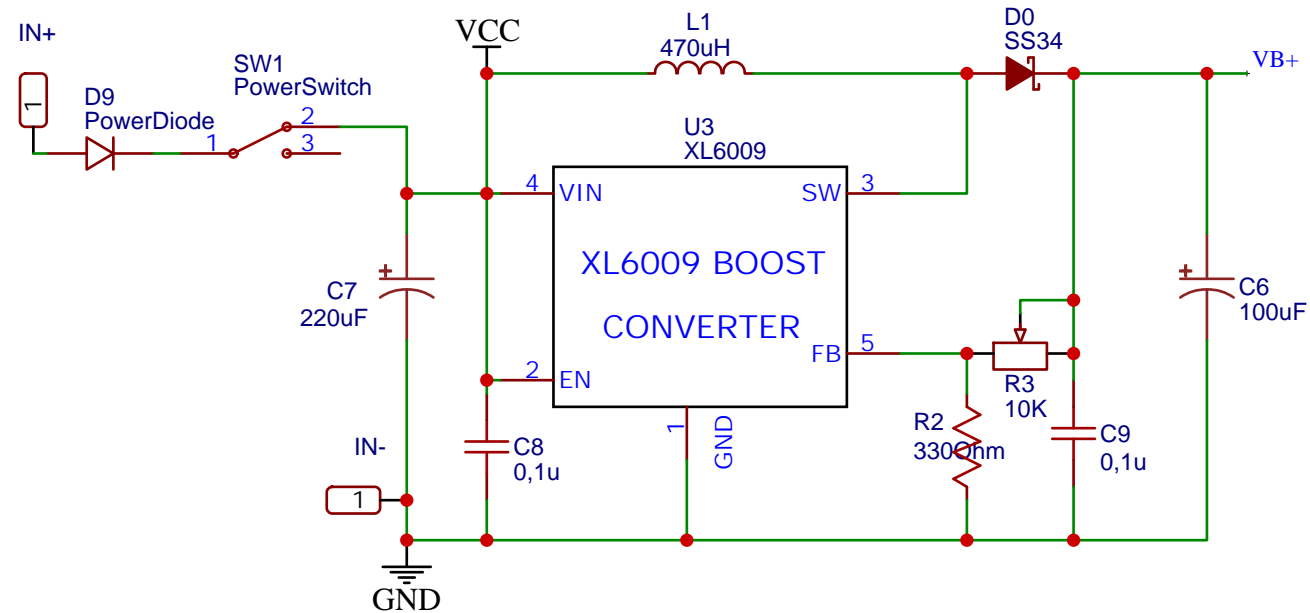 IN+
1
D9
PowerDiode
SW1
PowerSwitch
1
2
3
VCC
L1
470uH
D0
SS34
VB+
U3
XL6009
4
VIN
SW
3
XL6009 BOOST
CONVERTER
C7
220uF
FB
5
2
EN
1
GND
R3
10K
C6
100uF
R2
330Ohm
C9
0,1u
C8
0,1u
IN-
1
GND